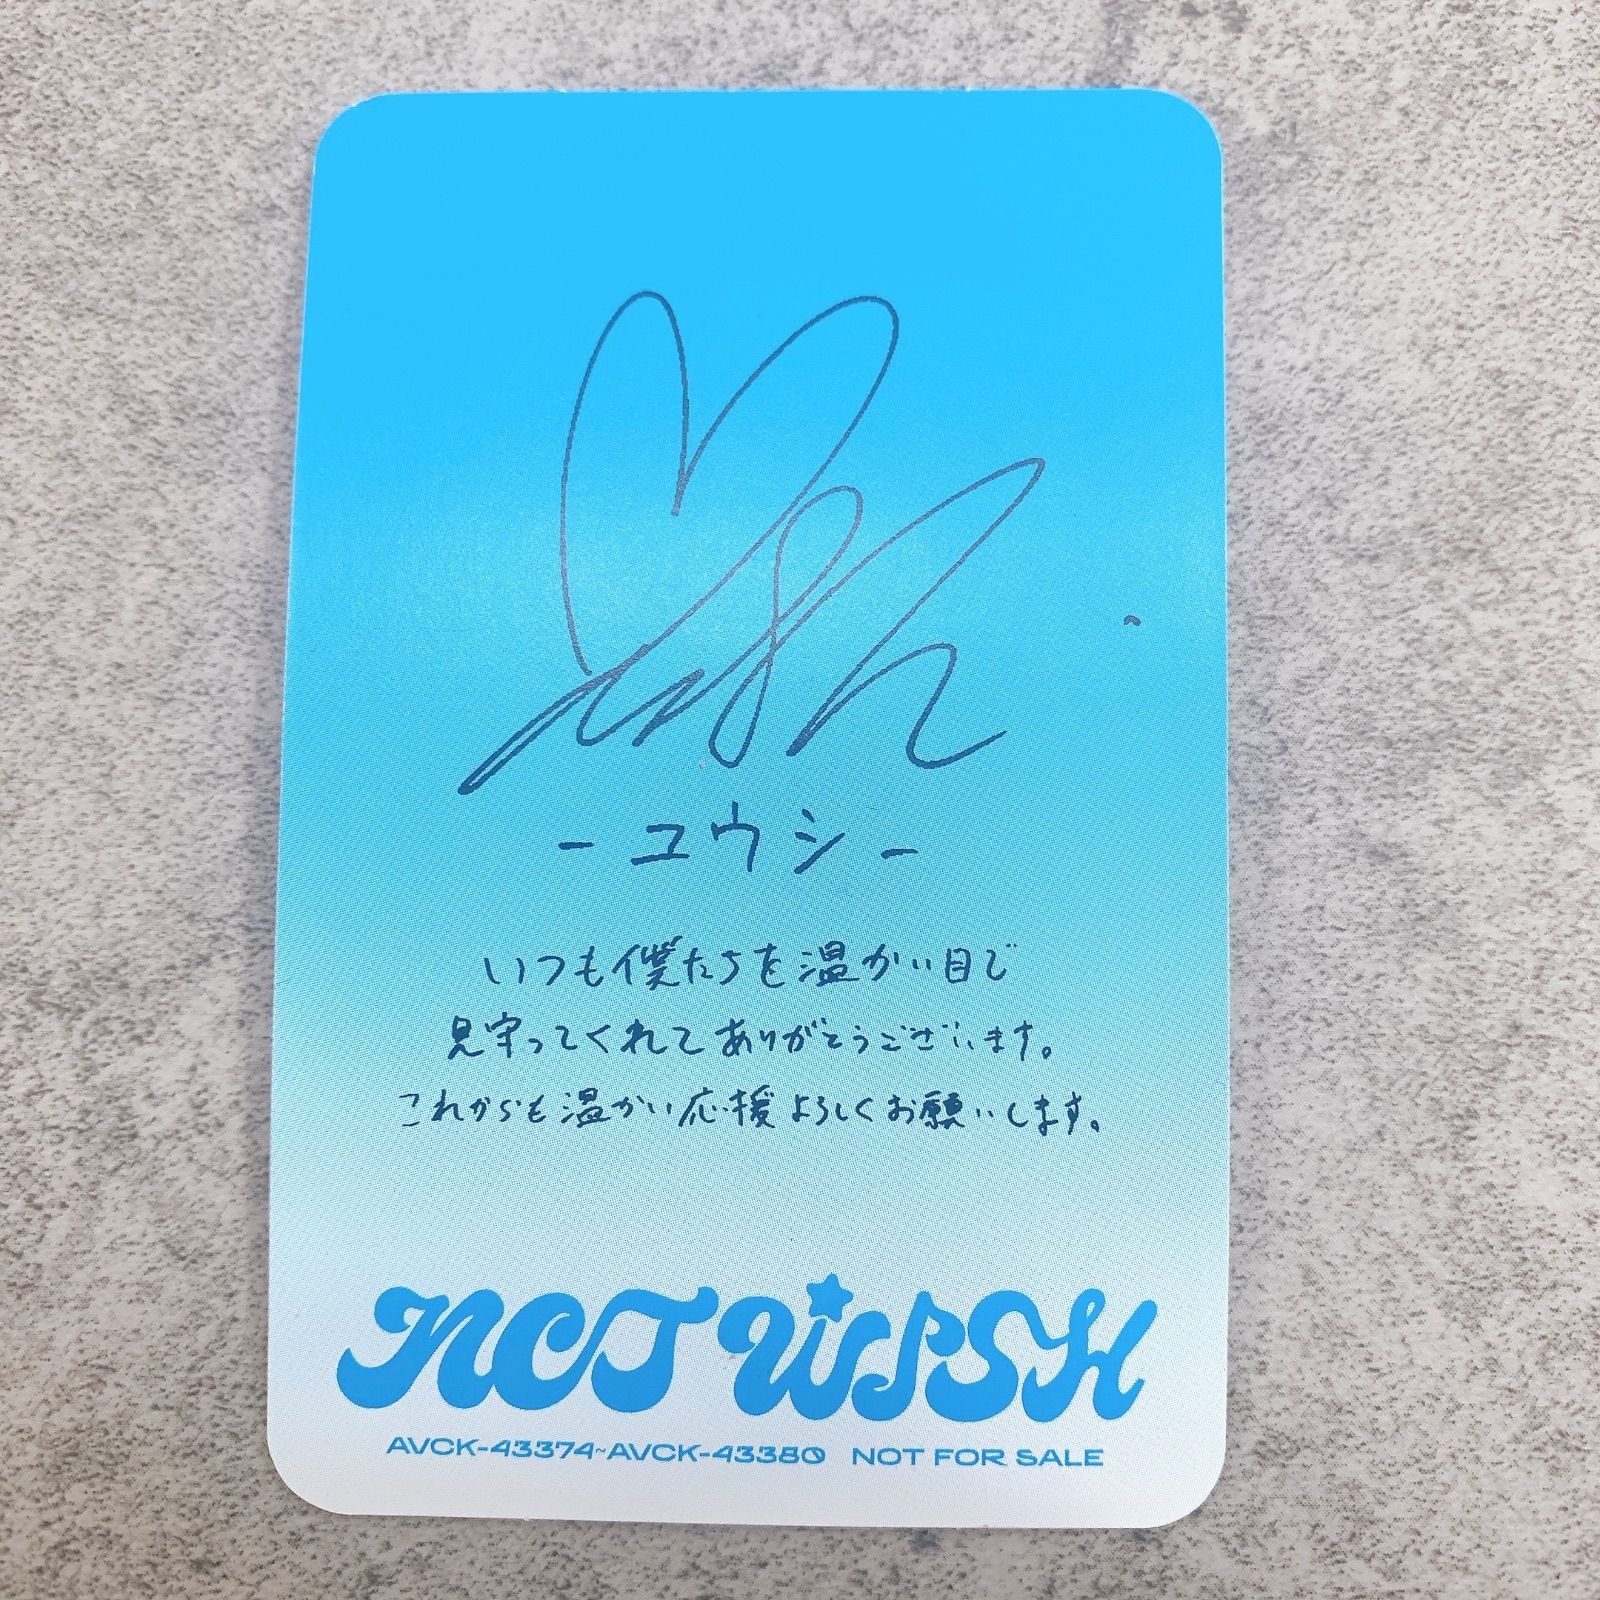 -ユウシ-
いつも僕たちを温かい目で
見守ってくれてありがとうございます。
これからも温かい応援よろしくお願いします。
NCT WISH
AVCK-43374~AVCK-43380 NOT FOR SALE